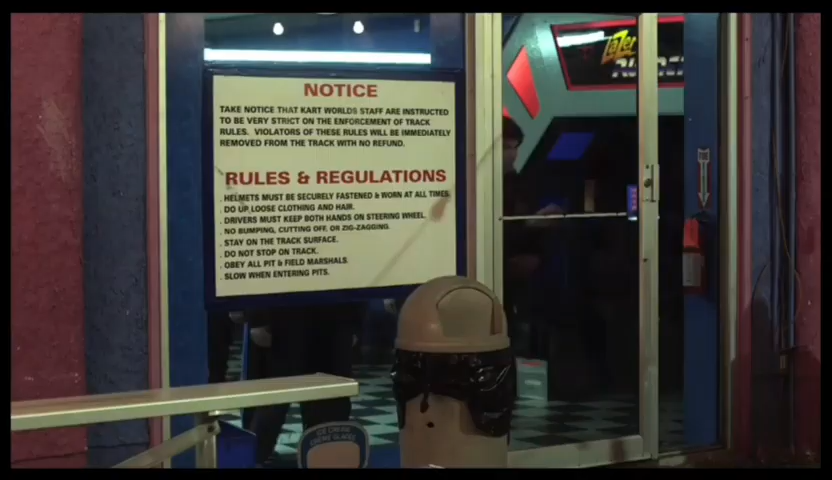 LaZer
NOTICE
TAKE NOTICE THAT KART WORLDS STAFF ARE INSTRUCTED
TO BE VERY STRICT ON THE ENFORCEMENT OF TRACK
RULES. VIOLATORS OF THESE RULES WILL BE IMMEDIATELY
REMOVED FROM THE TRACK WITH NO REFUND.
RULES & REGULATIONS
. HELMETS MUST BE SECURELY FASTENED & WORN AT ALL TIMES.
. DO UP LOOSE CLOTHING AND HAIR.
. DRIVERS MUST KEEP BOTH HANDS ON STEERING WHEEL.
. NO BUMPING, CUTTING OFF, OR ZIG-ZAGGING.
. STAY ON THE TRACK SURFACE.
. DO NOT STOP ON TRACK.
. OBEY ALL PIT & FIELD MARSHALS.
. SLOW WHEN ENTERING PITS.
ICE CREAM
CRÈME GLACÉE